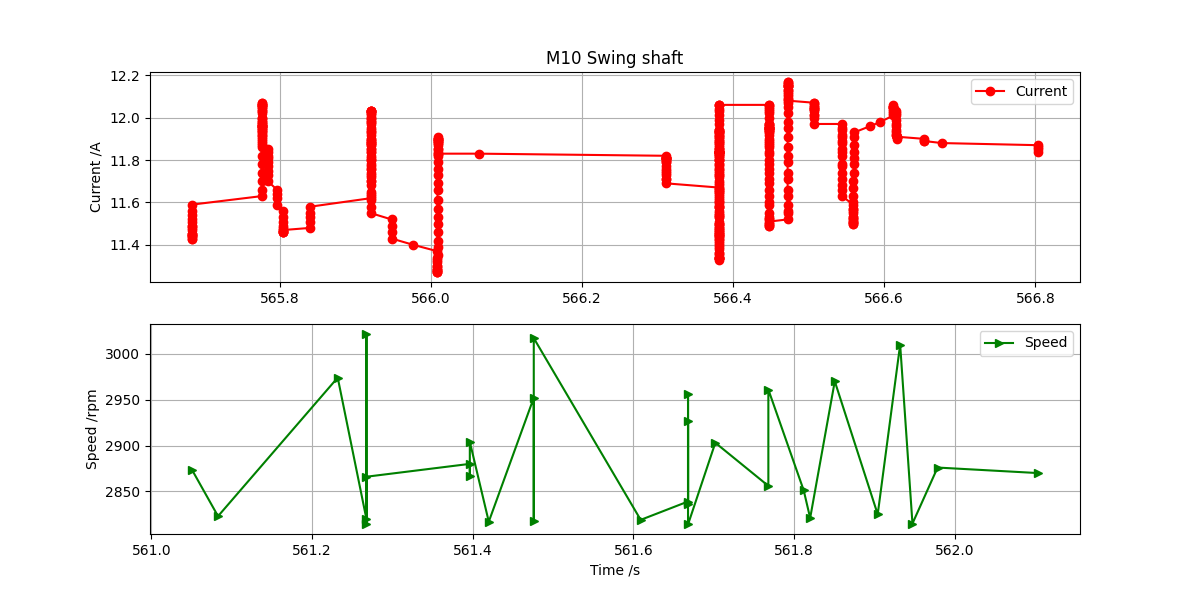 M10 Swing shaft
Current /A
12.2
12.0
11.8
11.6
11.4
Current
565.8 566.0 566.2 566.4 566.6 566.8
Speed /rpm
3000
2950
2900
2850
Speed
561.0 561.2 561.4 561.6 561.8 562.0
Time /s